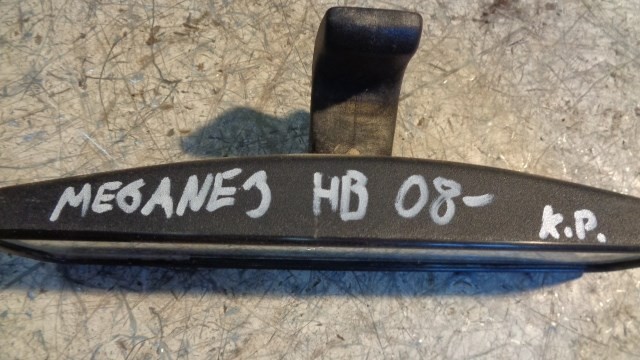 MEGANE3 HB 08- K.P.